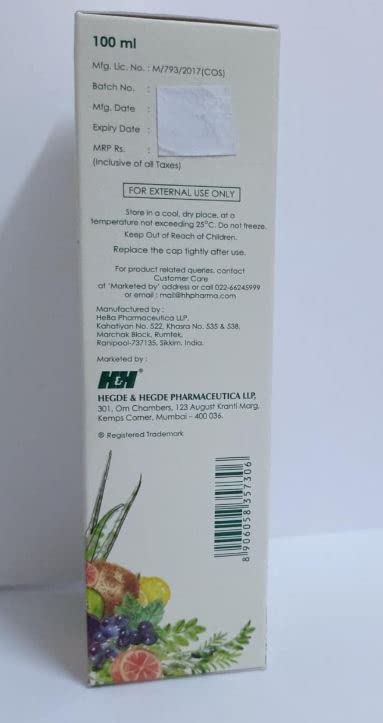 100 ml
Mfg. Lic. No. : M/793/2017(COS)
Batch No. :
Mfg. Date :
Expiry Date :
MRP Rs. :
(Inclusive of all Taxes)
FOR EXTERNAL USE ONLY
Store in a cool, dry place, at a
temperature not exceeding 25°C. Do not freeze.
Keep Out of Reach of Children.
Replace the cap tightly after use.
For product related queries, contact
Customer Care
at 'Marketed by' address or call 022-66245999
or email : mail@hhpharma.com
Manufactured by :
HeBa Pharmaceutica LLP.
Kahatiyan No. 522, Khasra No. 535 & 538,
Marchak Block, Rumtek,
Ranipool-737135, Sikkim, India.
Marketed by :
H&H®
HEGDE & HEGDE PHARMACEUTICA LLP,
301, Om Chambers, 123 August Kranti Marg,
Kemps Corner, Mumbai – 400 036.
® Registered Trademark
8 906058 357306